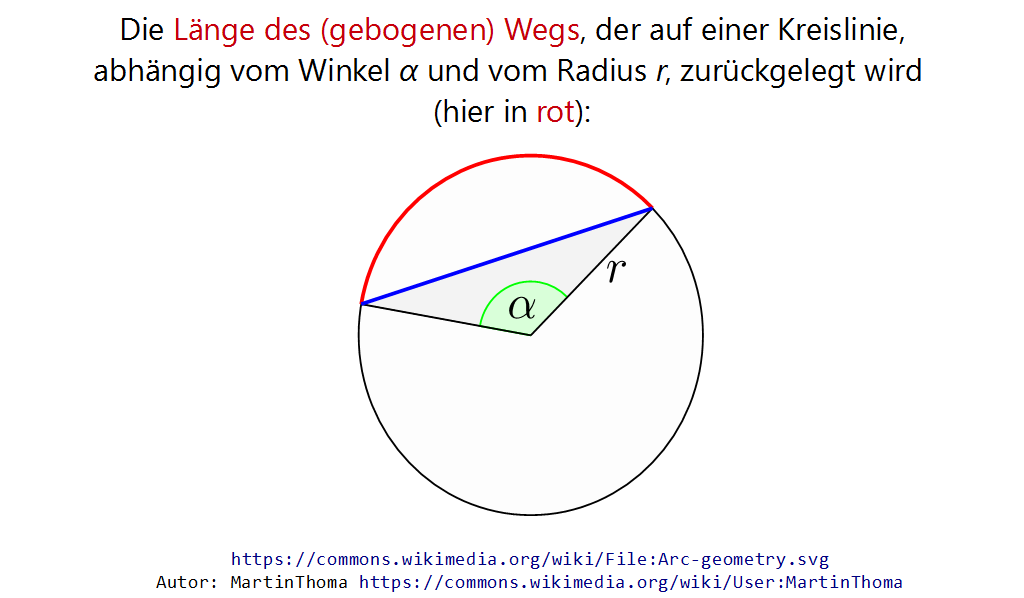 Die Länge des (gebogenen) Wegs, der auf einer Kreislinie,
abhängig vom Winkel α und vom Radius r, zurückgelegt wird
(hier in rot):
r
α
https://commons.wikimedia.org/wiki/File:Arc-geometry.svg
Autor: MartinThoma https://commons.wikimedia.org/wiki/User:MartinThoma